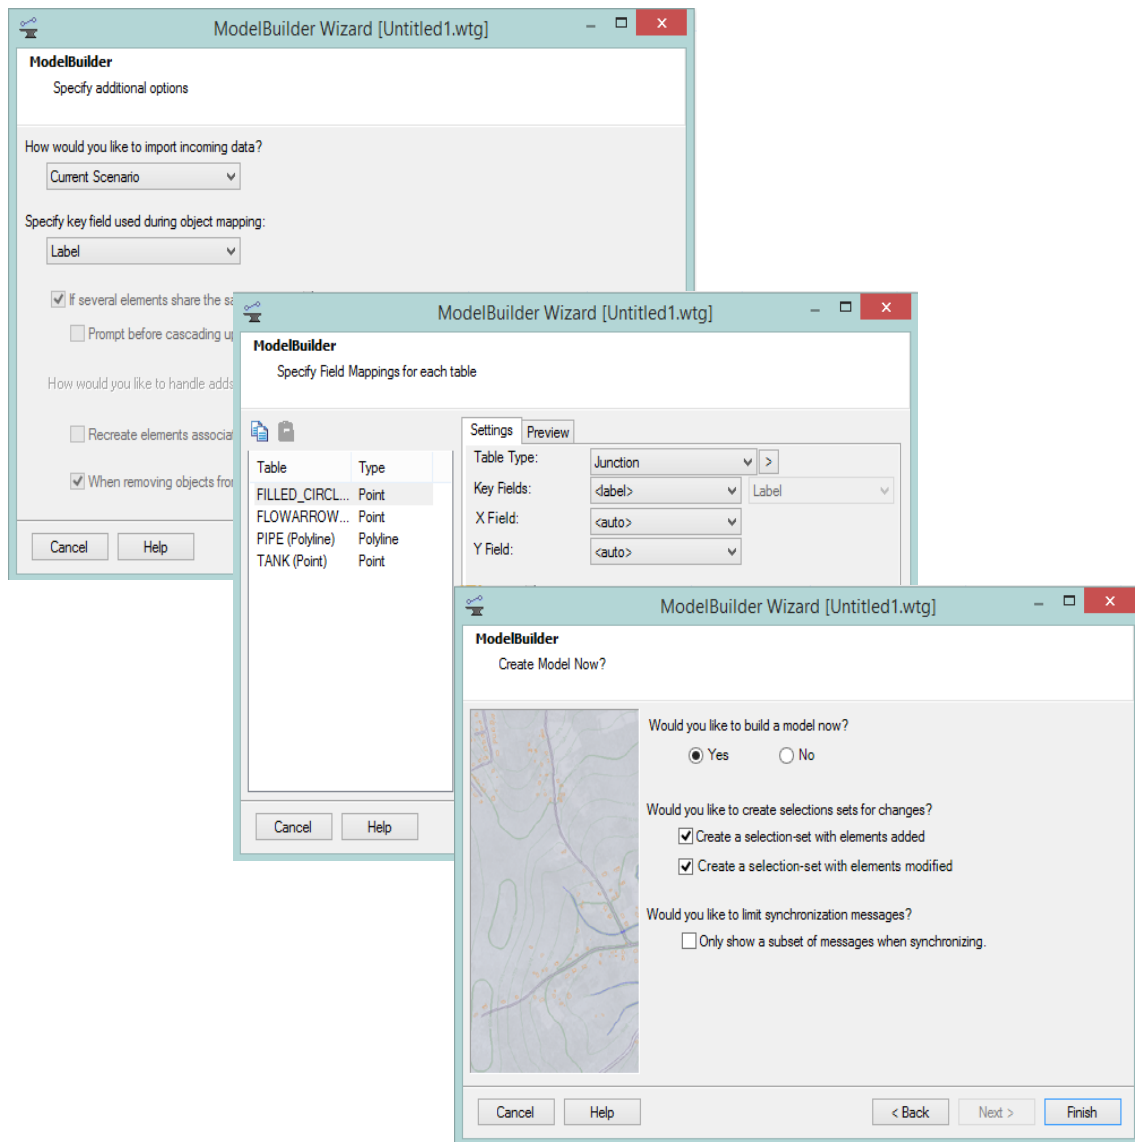 ModelBuilder Wizard [Untitled1.wtg]
ModelBuilder
Specify additional options
How would you like to import incoming data?
Current Scenario
Specify key field used during object mapping:
Label
If several elements share the
Prompt before cascading
How would you like to handle adds
Recreate elements
When removing objects
Cancel Help
ModelBuilder Wizard [Untitled1.wtg]
ModelBuilder
Specify Field Mappings for each table
Settings Preview
Table Type Table Type: Junction >
FILLED_CIRCL... Point Key Fields: <label> Label
FLOWARROW... Point X Field: <auto>
PIPE (Polyline) Polyline Y Field: <auto>
TANK (Point) Point
Cancel Help
ModelBuilder Wizard [Untitled1.wtg]
ModelBuilder
Create Model Now?
Would you like to build a model now?
Yes No
Would you like to create selections sets for changes?
Create a selection-set with elements added
Create a selection-set with elements modified
Would you like to limit synchronization messages?
Only show a subset of messages when synchronizing.
Cancel Help < Back Next > Finish